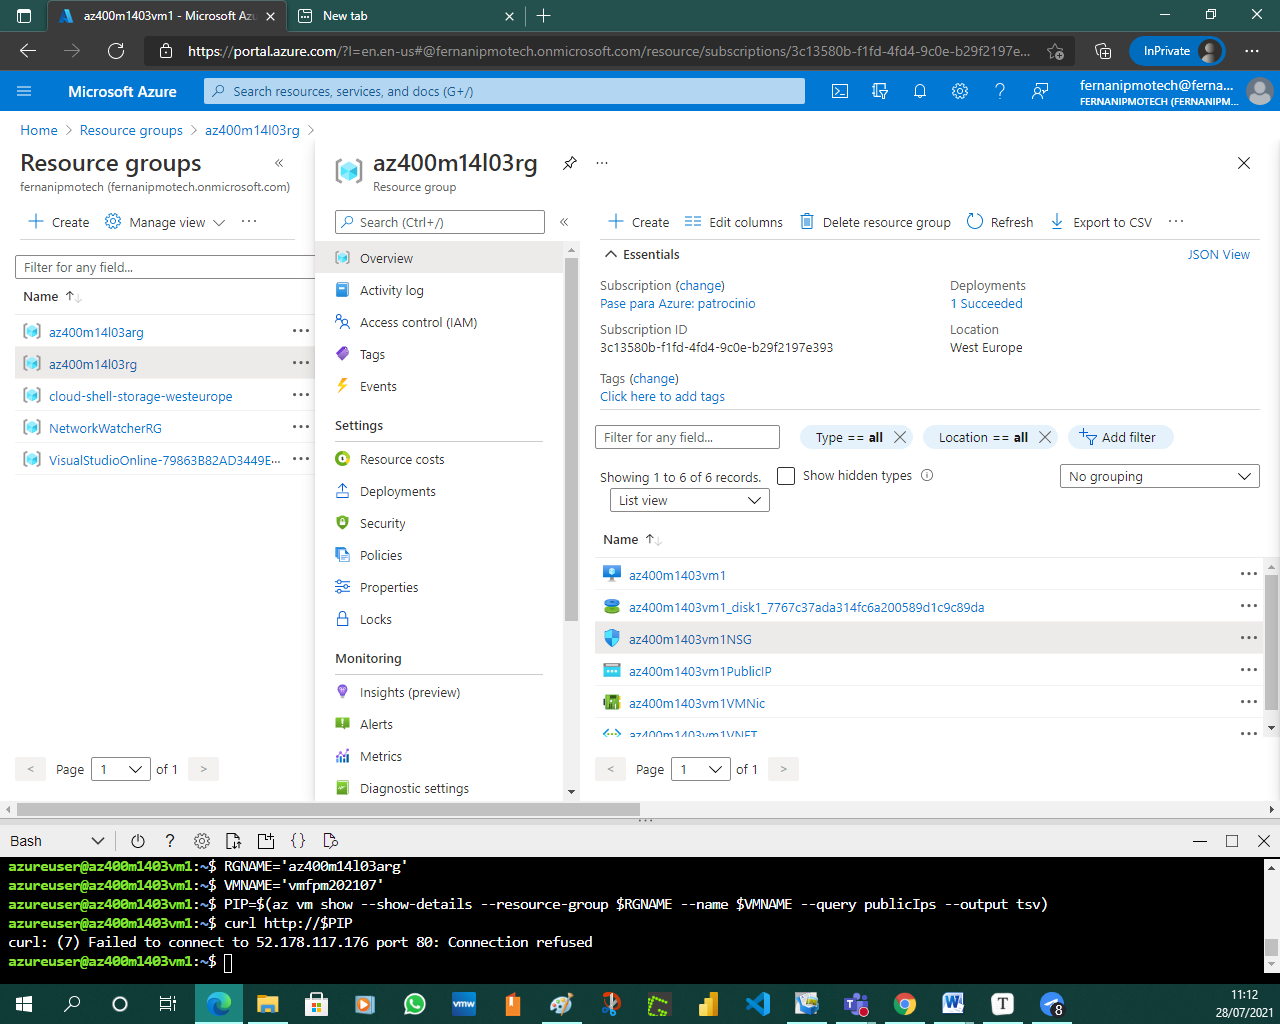 az400m1403vm1 - Microsoft Azu
New tab
https://portal.azure.com/?l=en.en-us#@fernanipmotech.onmicrosoft.com/resource/subscriptions/3c13580b-f1fd-4fd4-9c0e-b29f2197e...
InPrivate
Microsoft Azure
Search resources, services, and docs (G+/)
fernanipmotech@ferna...
FERNANIPMOTECH (FERNANIPM...
Home > Resource groups > az400m14l03rg >
Resource groups
fernanipmotech (fernanipmotech.onmicrosoft.com)
Create
Manage view
Filter for any field...
Name
az400m14l03arg
az400m14l03rg
cloud-shell-storage-westeurope
NetworkWatcherRG
VisualStudioOnline-79863B82AD3449E...
< Page 1 of 1 >
az400m14l03rg
Resource group
Search (Ctrl+/)
Overview
Activity log
Access control (IAM)
Tags
Events
Settings
Resource costs
Deployments
Security
Policies
Properties
Locks
Monitoring
Insights (preview)
Alerts
Metrics
Diagnostic settings
Create
Edit columns
Delete resource group
Refresh
Export to CSV
Essentials
JSON View
Subscription (change)
Pase para Azure: patrocinio
Deployments
1 Succeeded
Subscription ID
3c13580b-f1fd-4fd4-9c0e-b29f2197e393
Location
West Europe
Tags (change)
Click here to add tags
Filter for any field...
Type == all
Location == all
Add filter
Showing 1 to 6 of 6 records.
Show hidden types
No grouping
List view
Name
az400m1403vm1
az400m1403vm1_disk1_7767c37ada314fc6a200589d1c9c89da
az400m1403vm1NSG
az400m1403vm1PublicIP
az400m1403vm1VMNic
az400m1403vm1VNET
< Page 1 of 1 >
Bash
azureuser@az400m1403vm1:~$ RGNAME='az400m14l03arg'
azureuser@az400m1403vm1:~$ VMNAME='vmfpm202107'
azureuser@az400m1403vm1:~$ PIP=$(az vm show --show-details --resource-group $RGNAME --name $VMNAME --query publicIps --output tsv)
azureuser@az400m1403vm1:~$ curl http://$PIP
curl: (7) Failed to connect to 52.178.117.176 port 80: Connection refused
azureuser@az400m1403vm1:~$
vmw
T
8
11:12
28/07/2021